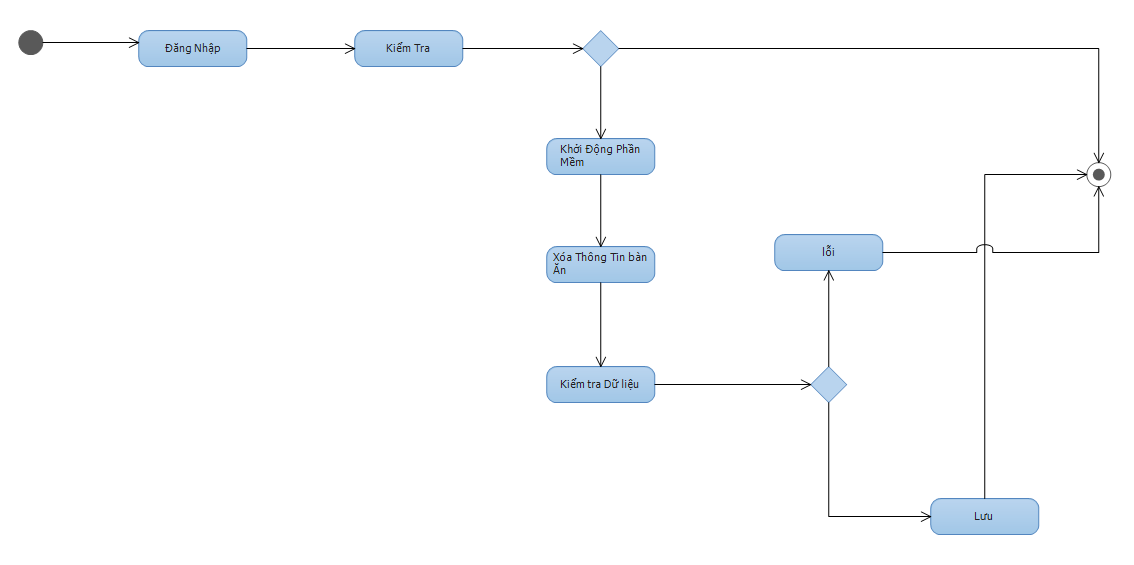 Đăng Nhập
Kiểm Tra
Khởi Động Phần
Mềm
Xóa Thông Tin bàn
Ăn
lỗi
Kiểm tra Dữ liệu
Lưu